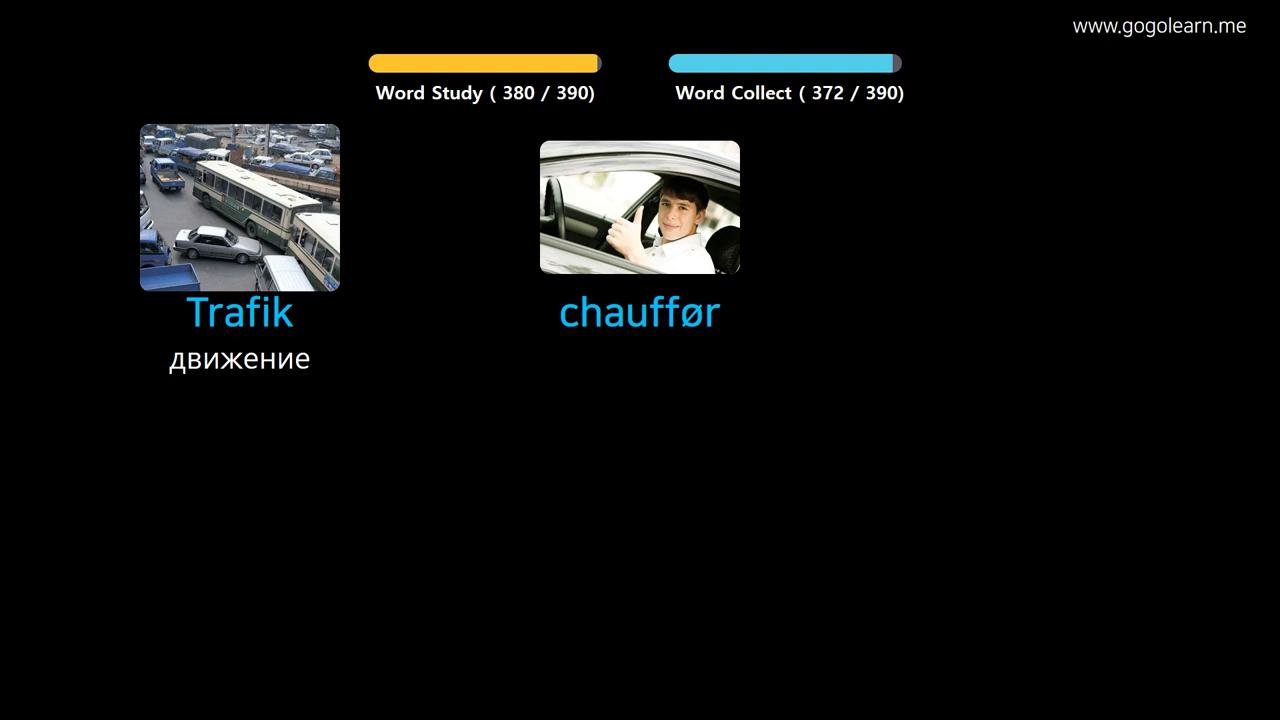 www.gogolearn.me
Word Study ( 380 / 390)
Word Collect ( 372 / 390)
Trafik
chauffør
движение